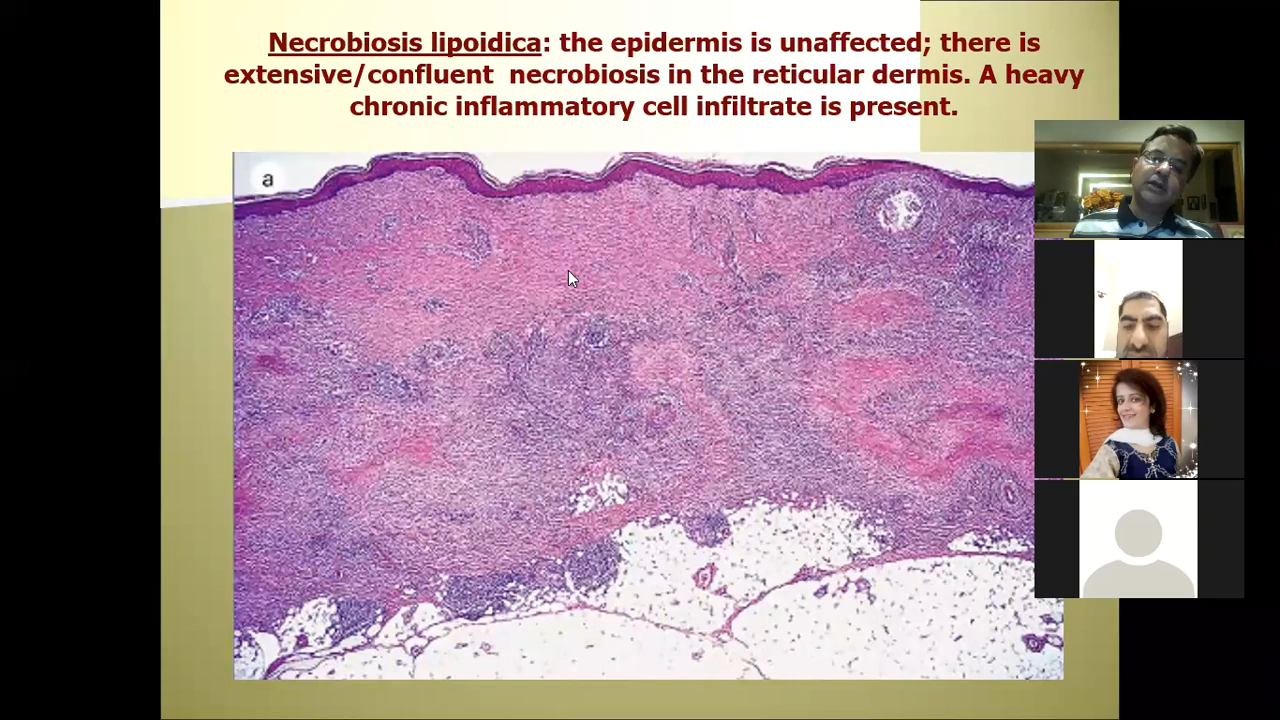 Necrobiosis lipoidica: the epidermis is unaffected; there is
extensive/confluent necrobiosis in the reticular dermis. A heavy
chronic inflammatory cell infiltrate is present.
a